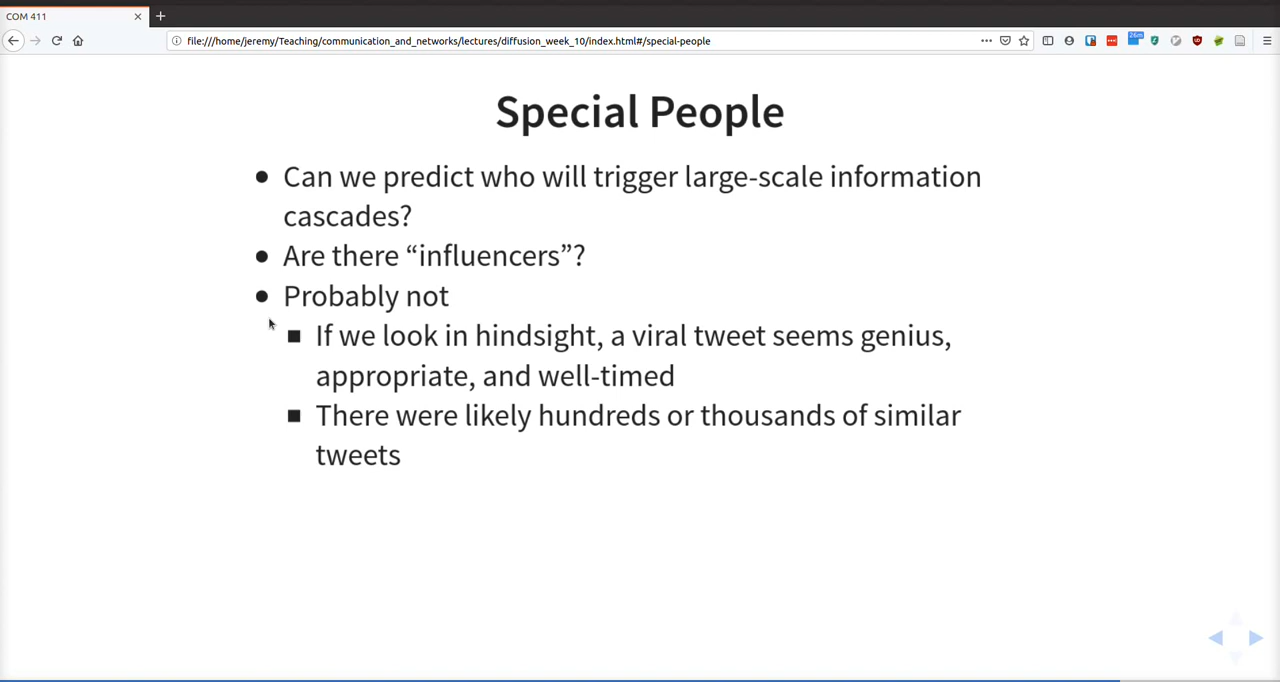 COM 411
file:///home/jeremy/Teaching/communication_and_networks/lectures/diffusion_week_10/index.html#/special-people
26m
Special People
Can we predict who will trigger large-scale information
cascades?
Are there “influencers”?
Probably not
If we look in hindsight, a viral tweet seems genius,
appropriate, and well-timed
There were likely hundreds or thousands of similar
tweets